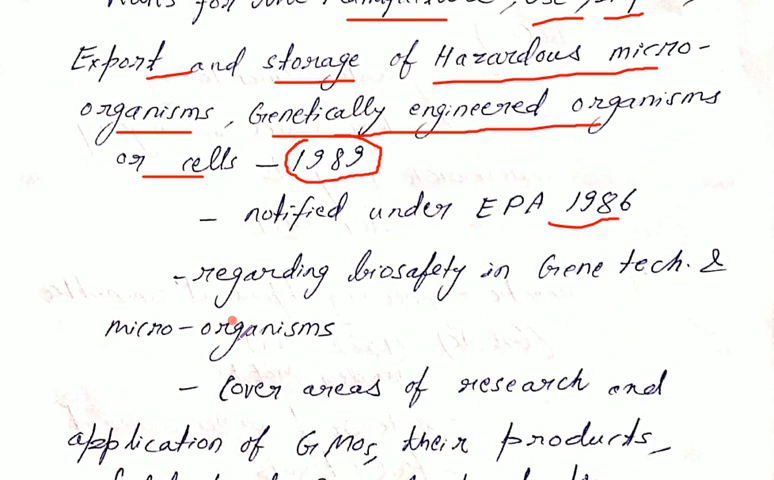 Export and storage of Hazardous micro-
organisms, Genetically engineered organisms
or cells - 1989
- notified under EPA 1986
- regarding biosafety in Gene tech. &
micro-organisms
- Cover areas of research and
application of GMOs, their products,